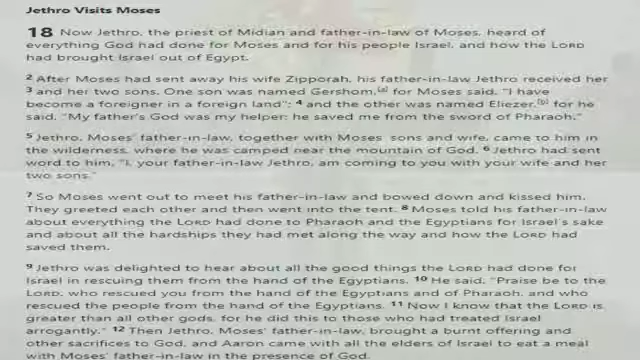 Jethro Visits Moses
18 Now Jethro, the priest of Midian and father-in-law of Moses, heard of
everything God had done for Moses and for his people Israel, and how the LORD
had brought Israel out of Egypt.
2 After Moses had sent away his wife Zipporah, his father-in-law Jethro received her
3 and her two sons. One son was named Gershom,[a] for Moses said, "I have
become a foreigner in a foreign land"; 4 and the other was named Eliezer,[b] for he
said, "My father's God was my helper; he saved me from the sword of Pharaoh."
5 Jethro, Moses' father-in-law, together with Moses' sons and wife, came to him in
the wilderness, where he was camped near the mountain of God. 6 Jethro had sent
word to him, "I, your father-in-law Jethro, am coming to you with your wife and her
two sons."
7 So Moses went out to meet his father-in-law and bowed down and kissed him.
They greeted each other and then went into the tent. 8 Moses told his father-in-law
about everything the LORD had done to Pharaoh and the Egyptians for Israel's sake
and about all the hardships they had met along the way and how the LORD had
saved them.
9 Jethro was delighted to hear about all the good things the LORD had done for
Israel in rescuing them from the hand of the Egyptians. 10 He said, "Praise be to the
LORD, who rescued you from the hand of the Egyptians and of Pharaoh, and who
rescued the people from the hand of the Egyptians. 11 Now I know that the LORD is
greater than all other gods, for he did this to those who had treated Israel
arrogantly." 12 Then Jethro, Moses' father-in-law, brought a burnt offering and
other sacrifices to God, and Aaron came with all the elders of Israel to eat a meal
with Moses' father-in-law in the presence of God.